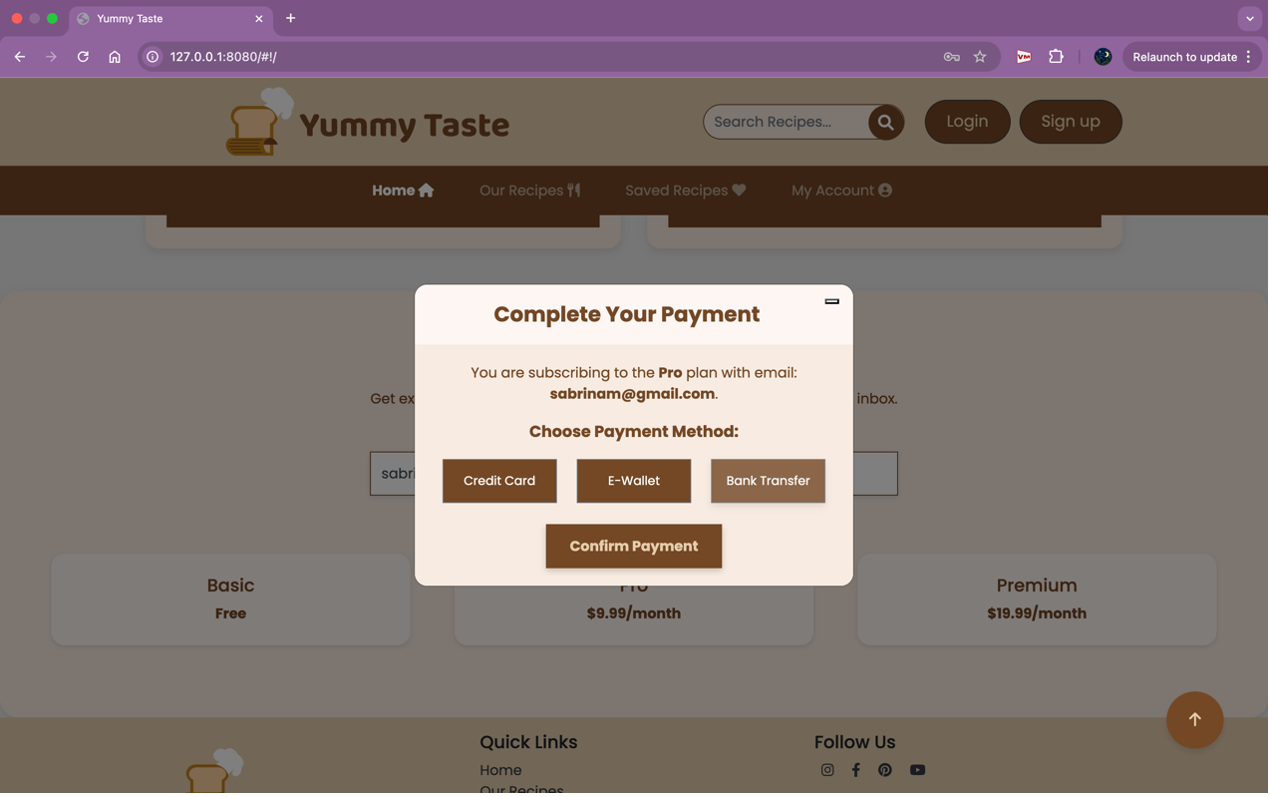 Yummy Taste
127.0.0.1:8080/#!/
Relaunch to update
Yummy Taste
Search Recipes...
Login
Sign up
Home
Our Recipes
Saved Recipes
My Account
Complete Your Payment
You are subscribing to the Pro plan with email:
sabrinam@gmail.com.
Get ex
inbox.
Choose Payment Method:
sabri
Credit Card
E-Wallet
Bank Transfer
Confirm Payment
Basic
Pro
Premium
Free
$9.99/month
$19.99/month
Quick Links
Follow Us
Home
Our Recipes